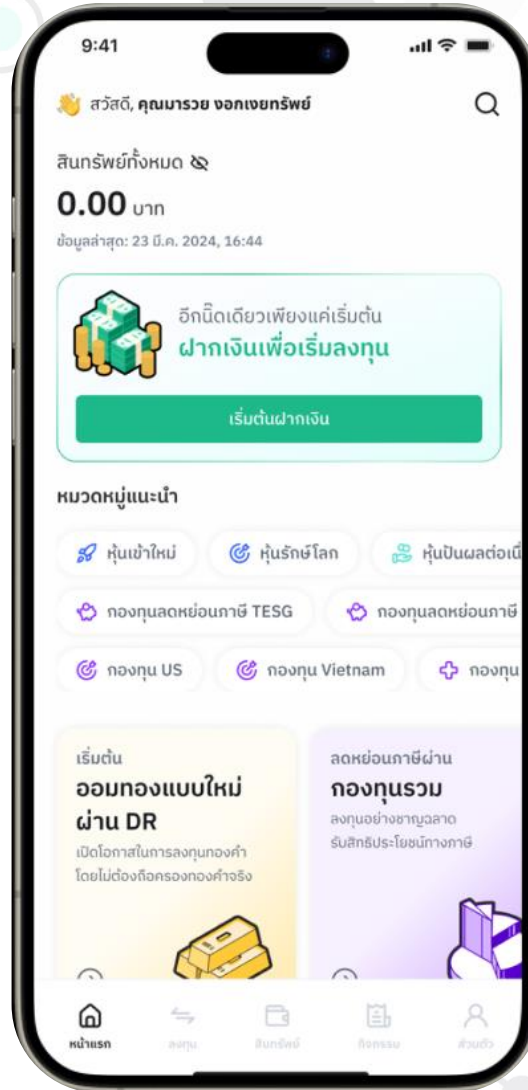 9:41
สวัสดี, คุณมารวย งอกเงยทรัพย์
สินทรัพย์ทั้งหมด
0.00 บาท
ข้อมูลล่าสุด: 23 มี.ค. 2024, 16:44
อีกนิ๊ดเดียวเพียงแค่เริ่มต้น
ฝากเงินเพื่อเริ่มลงทุน
เริ่มต้นฝากเงิน
หมวดหมู่แนะนำ
หุ้นเข้าใหม่ หุ้นรักษ์โลก หุ้นปันผลต่อเนื่
กองทุนลดหย่อนภาษี TESG กองทุนลดหย่อนภาษี
กองทุน US กองทุน Vietnam กองทุน
เริ่มต้น
ออมทองแบบใหม่
ผ่าน DR
เปิดโอกาสในการลงทุนทองคำ
โดยไม่ต้องถือครองทองคำจริง
ลดหย่อนภาษีผ่าน
กองทุนรวม
ลงทุนอย่างชาญฉลาด
รับสิทธิประโยชน์ทางภาษี
หน้าแรก ลงทุน สินทรัพย์ กิจกรรม ส่วนตัว